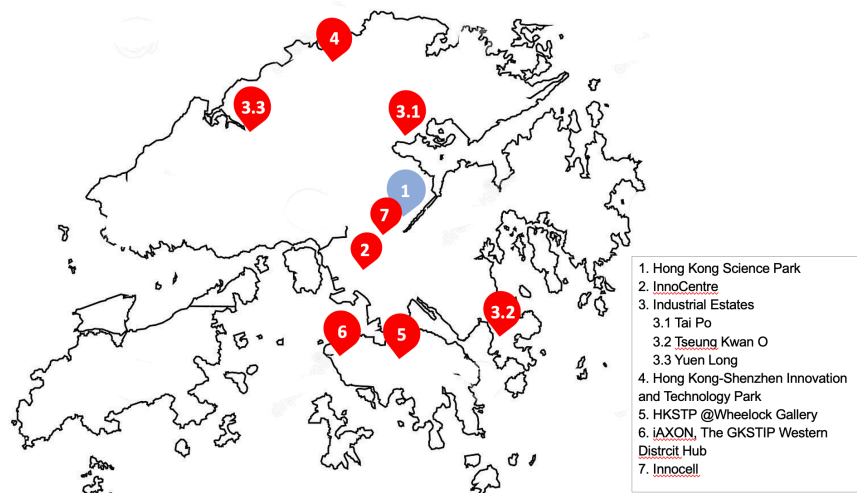 4
3.3
3.1
1
7
2
3.2
6
5
1. Hong Kong Science Park
2. InnoCentre
3. Industrial Estates
3.1 Tai Po
3.2 Tseung Kwan O
3.3 Yuen Long
4. Hong Kong-Shenzhen Innovation
and Technology Park
5. HKSTP @Wheelock Gallery
6. iAXON, The GKSTIP Western
Distrcit Hub
7. Innocell